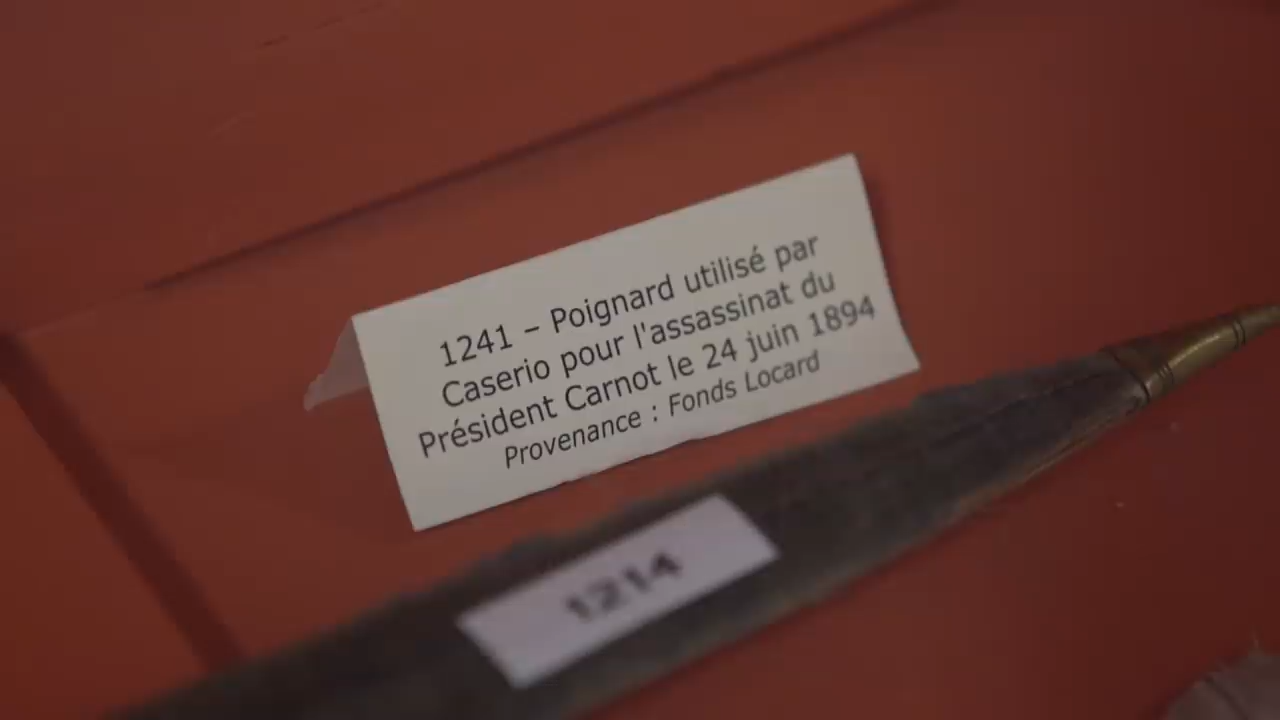 1241 – Poignard utilisé par
Caserio pour l'assassinat du
Président Carnot le 24 juin 1894
Provenance : Fonds Locard
1214